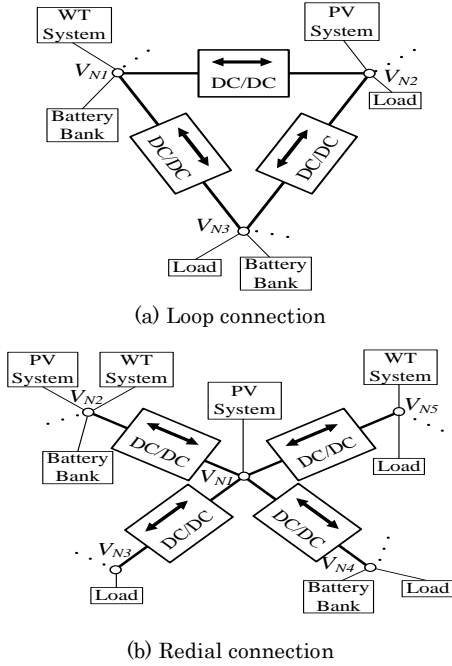 WT
System
PV
System
V_N1
DC/DC
V_N2
Load
Battery
Bank
DC/DC
DC/DC
V_N3
Load
Battery
Bank
(a) Loop connection
PV
System
WT
System
WT
System
PV
System
V_N2
V_N5
Battery
Bank
DC/DC
DC/DC
V_N1
Load
DC/DC
DC/DC
V_N3
V_N4
Load
Battery
Bank
Load
(b) Redial connection